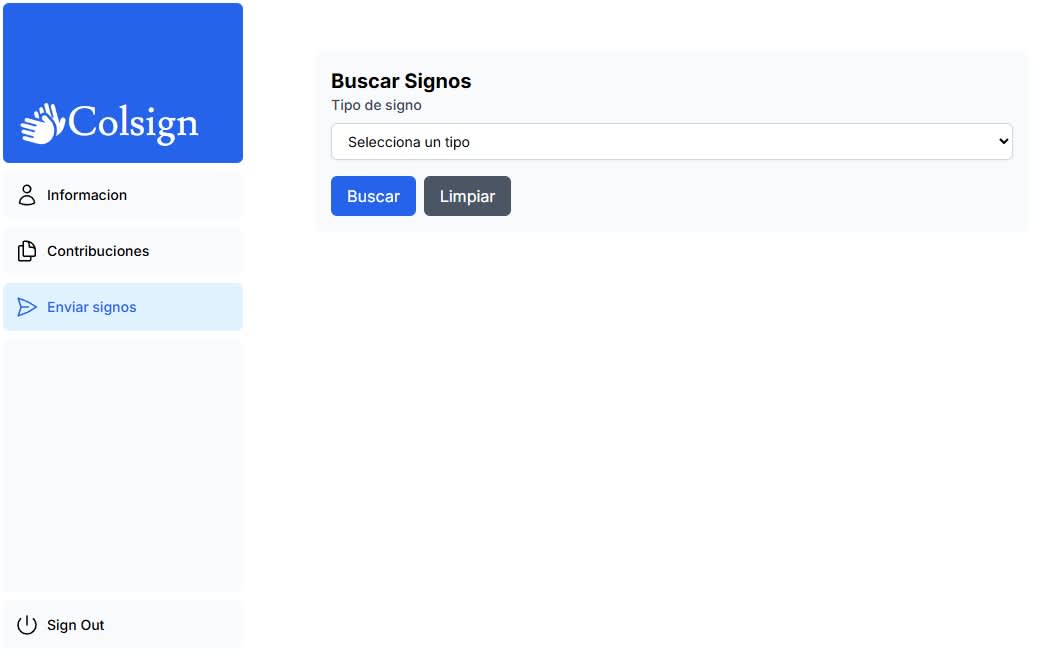 Colsign
Informacion
Contribuciones
Enviar signos
Sign Out
Buscar Signos
Tipo de signo
Selecciona un tipo
Buscar
Limpiar